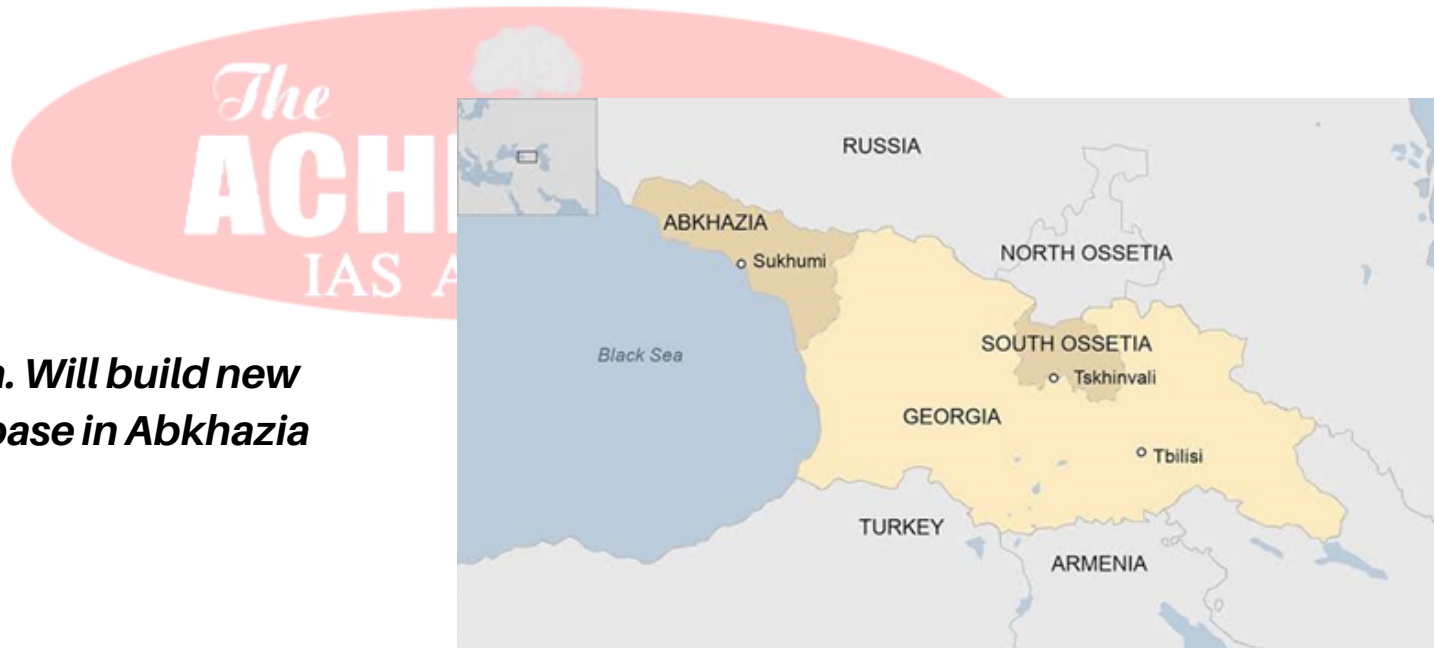 The
ACH
IAS A
RUSSIA
ABKHAZIA
Sukhumi
NORTH OSSETIA
. Will build new
base in Abkhazia
Black Sea
SOUTH OSSETIA
Tskhinvali
GEORGIA
Tbilisi
TURKEY
ARMENIA